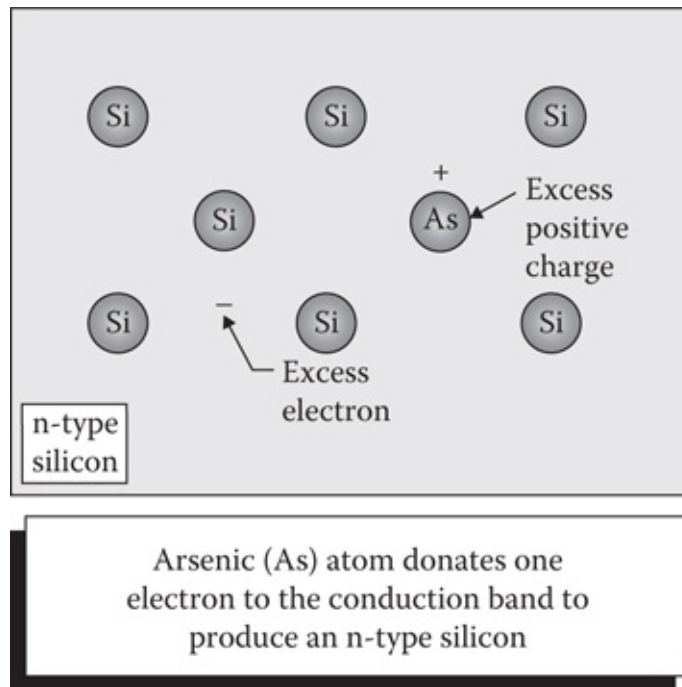 Si Si Si
+
Si As Excess
positive
charge
Si – Si Si
Excess
electron
n-type
silicon
Arsenic (As) atom donates one
electron to the conduction band to
produce an n-type silicon